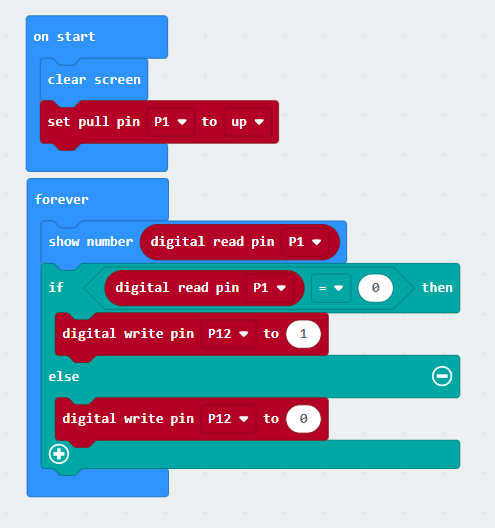 on start
clear screen
set pull pin P1 to up
forever
show number digital read pin P1
if digital read pin P1 = 0 then
digital write pin P12 to 1
else
digital write pin P12 to 0